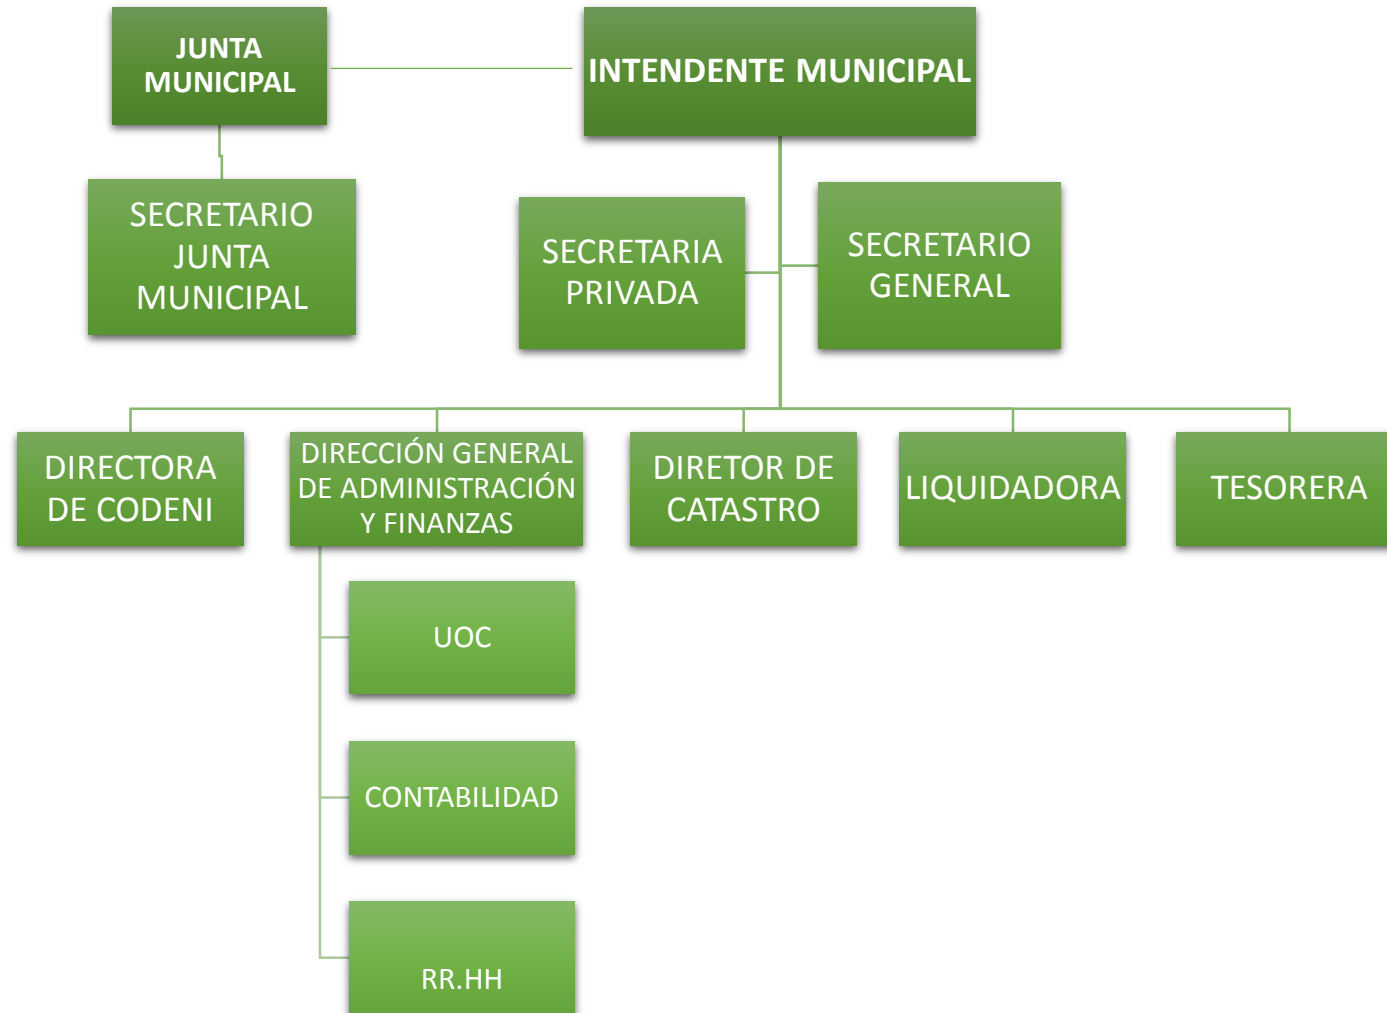 JUNTA
MUNICIPAL
INTENDENTE MUNICIPAL
SECRETARIO
JUNTA
MUNICIPAL
SECRETARIA
PRIVADA
SECRETARIO
GENERAL
DIRECTORA
DE CODENI
DIRECCIÓN GENERAL
DE ADMINISTRACIÓN
Y FINANZAS
DIRETOR DE
CATASTRO
LIQUIDADORA
TESORERA
UOC
CONTABILIDAD
RR.HH